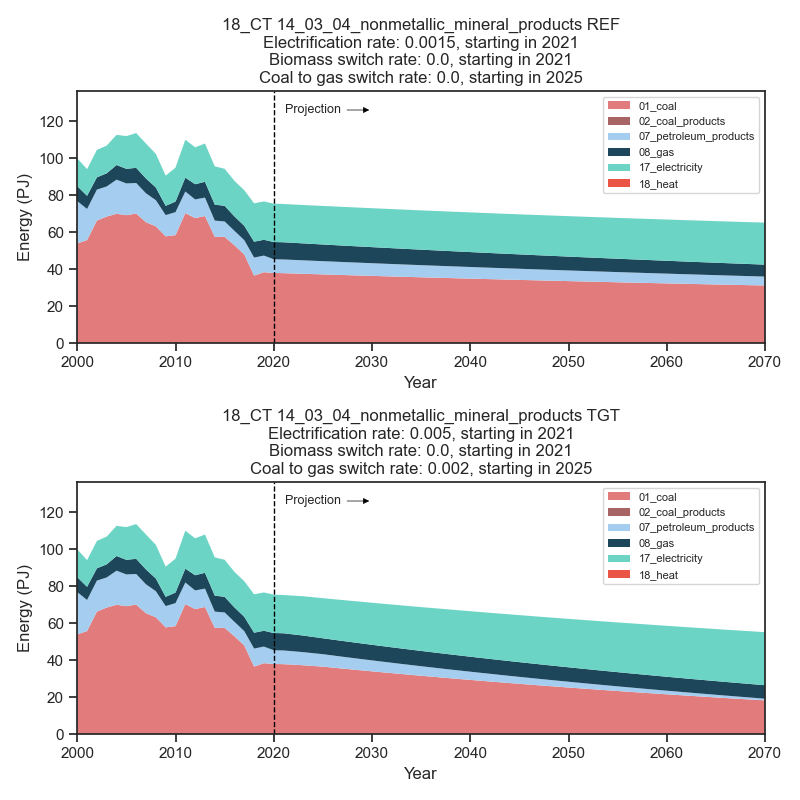 18_CT 14_03_04_nonmetallic_mineral_products REF
Electrification rate: 0.0015, starting in 2021
Biomass switch rate: 0.0, starting in 2021
Coal to gas switch rate: 0.0, starting in 2025
Projection
01_coal
02_coal_products
07_petroleum_products
08_gas
17_electricity
18_heat
Energy (PJ)
120
100
80
60
40
20
0
2000 2010 2020 2030 2040 2050 2060 2070
Year
18_CT 14_03_04_nonmetallic_mineral_products TGT
Electrification rate: 0.005, starting in 2021
Biomass switch rate: 0.0, starting in 2021
Coal to gas switch rate: 0.002, starting in 2025
Projection
01_coal
02_coal_products
07_petroleum_products
08_gas
17_electricity
18_heat
Energy (PJ)
120
100
80
60
40
20
0
2000 2010 2020 2030 2040 2050 2060 2070
Year